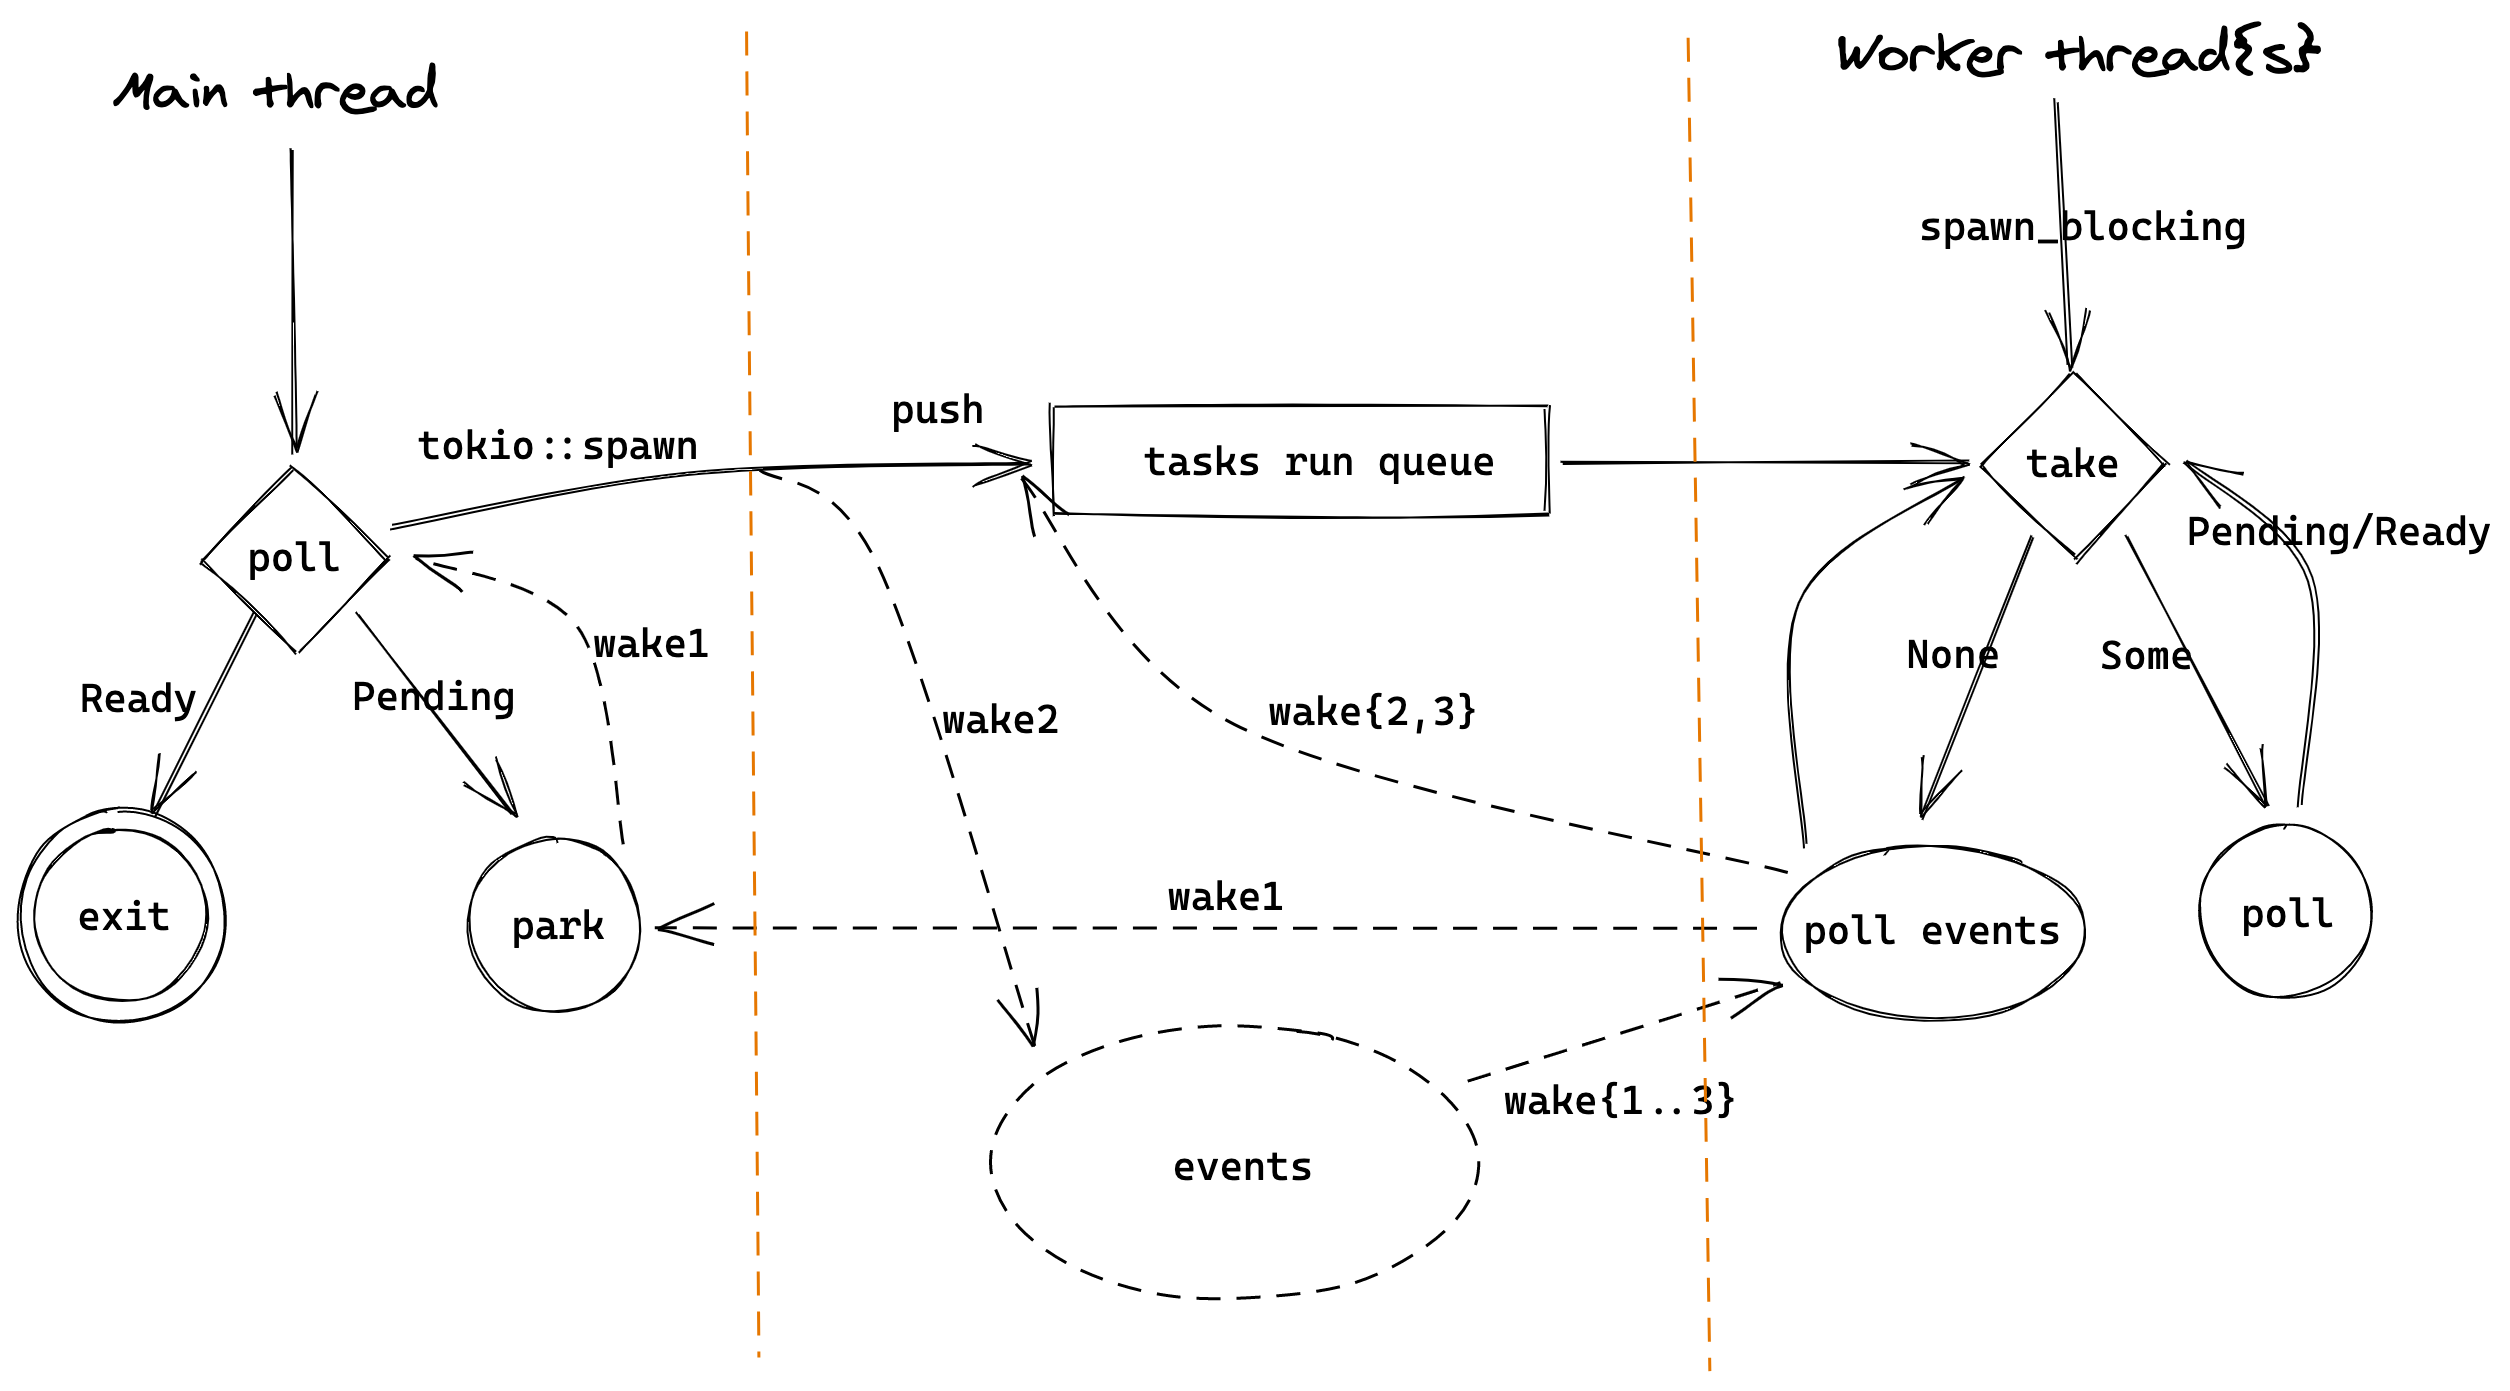 Main thread
Worker thread{s}
spawn_blocking
push
tokio::spawn
tasks run queue
take
Pending/Ready
poll
wake1
None
Some
Ready
Pending
wake2
wake{2,3}
wake1
exit
park
poll events
poll
wake{1..3}
events